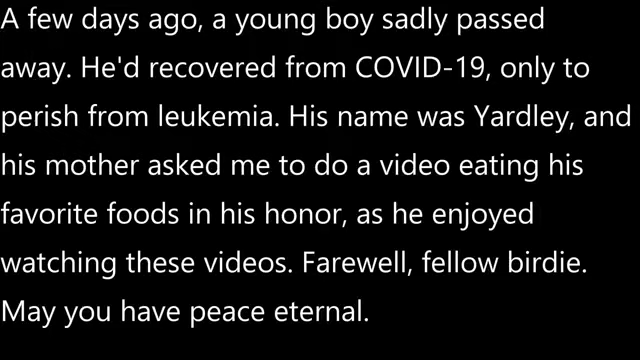 A few days ago, a young boy sadly passed
away. He'd recovered from COVID-19, only to
perish from leukemia. His name was Yardley, and
his mother asked me to do a video eating his
favorite foods in his honor, as he enjoyed
watching these videos. Farewell, fellow birdie.
May you have peace eternal.